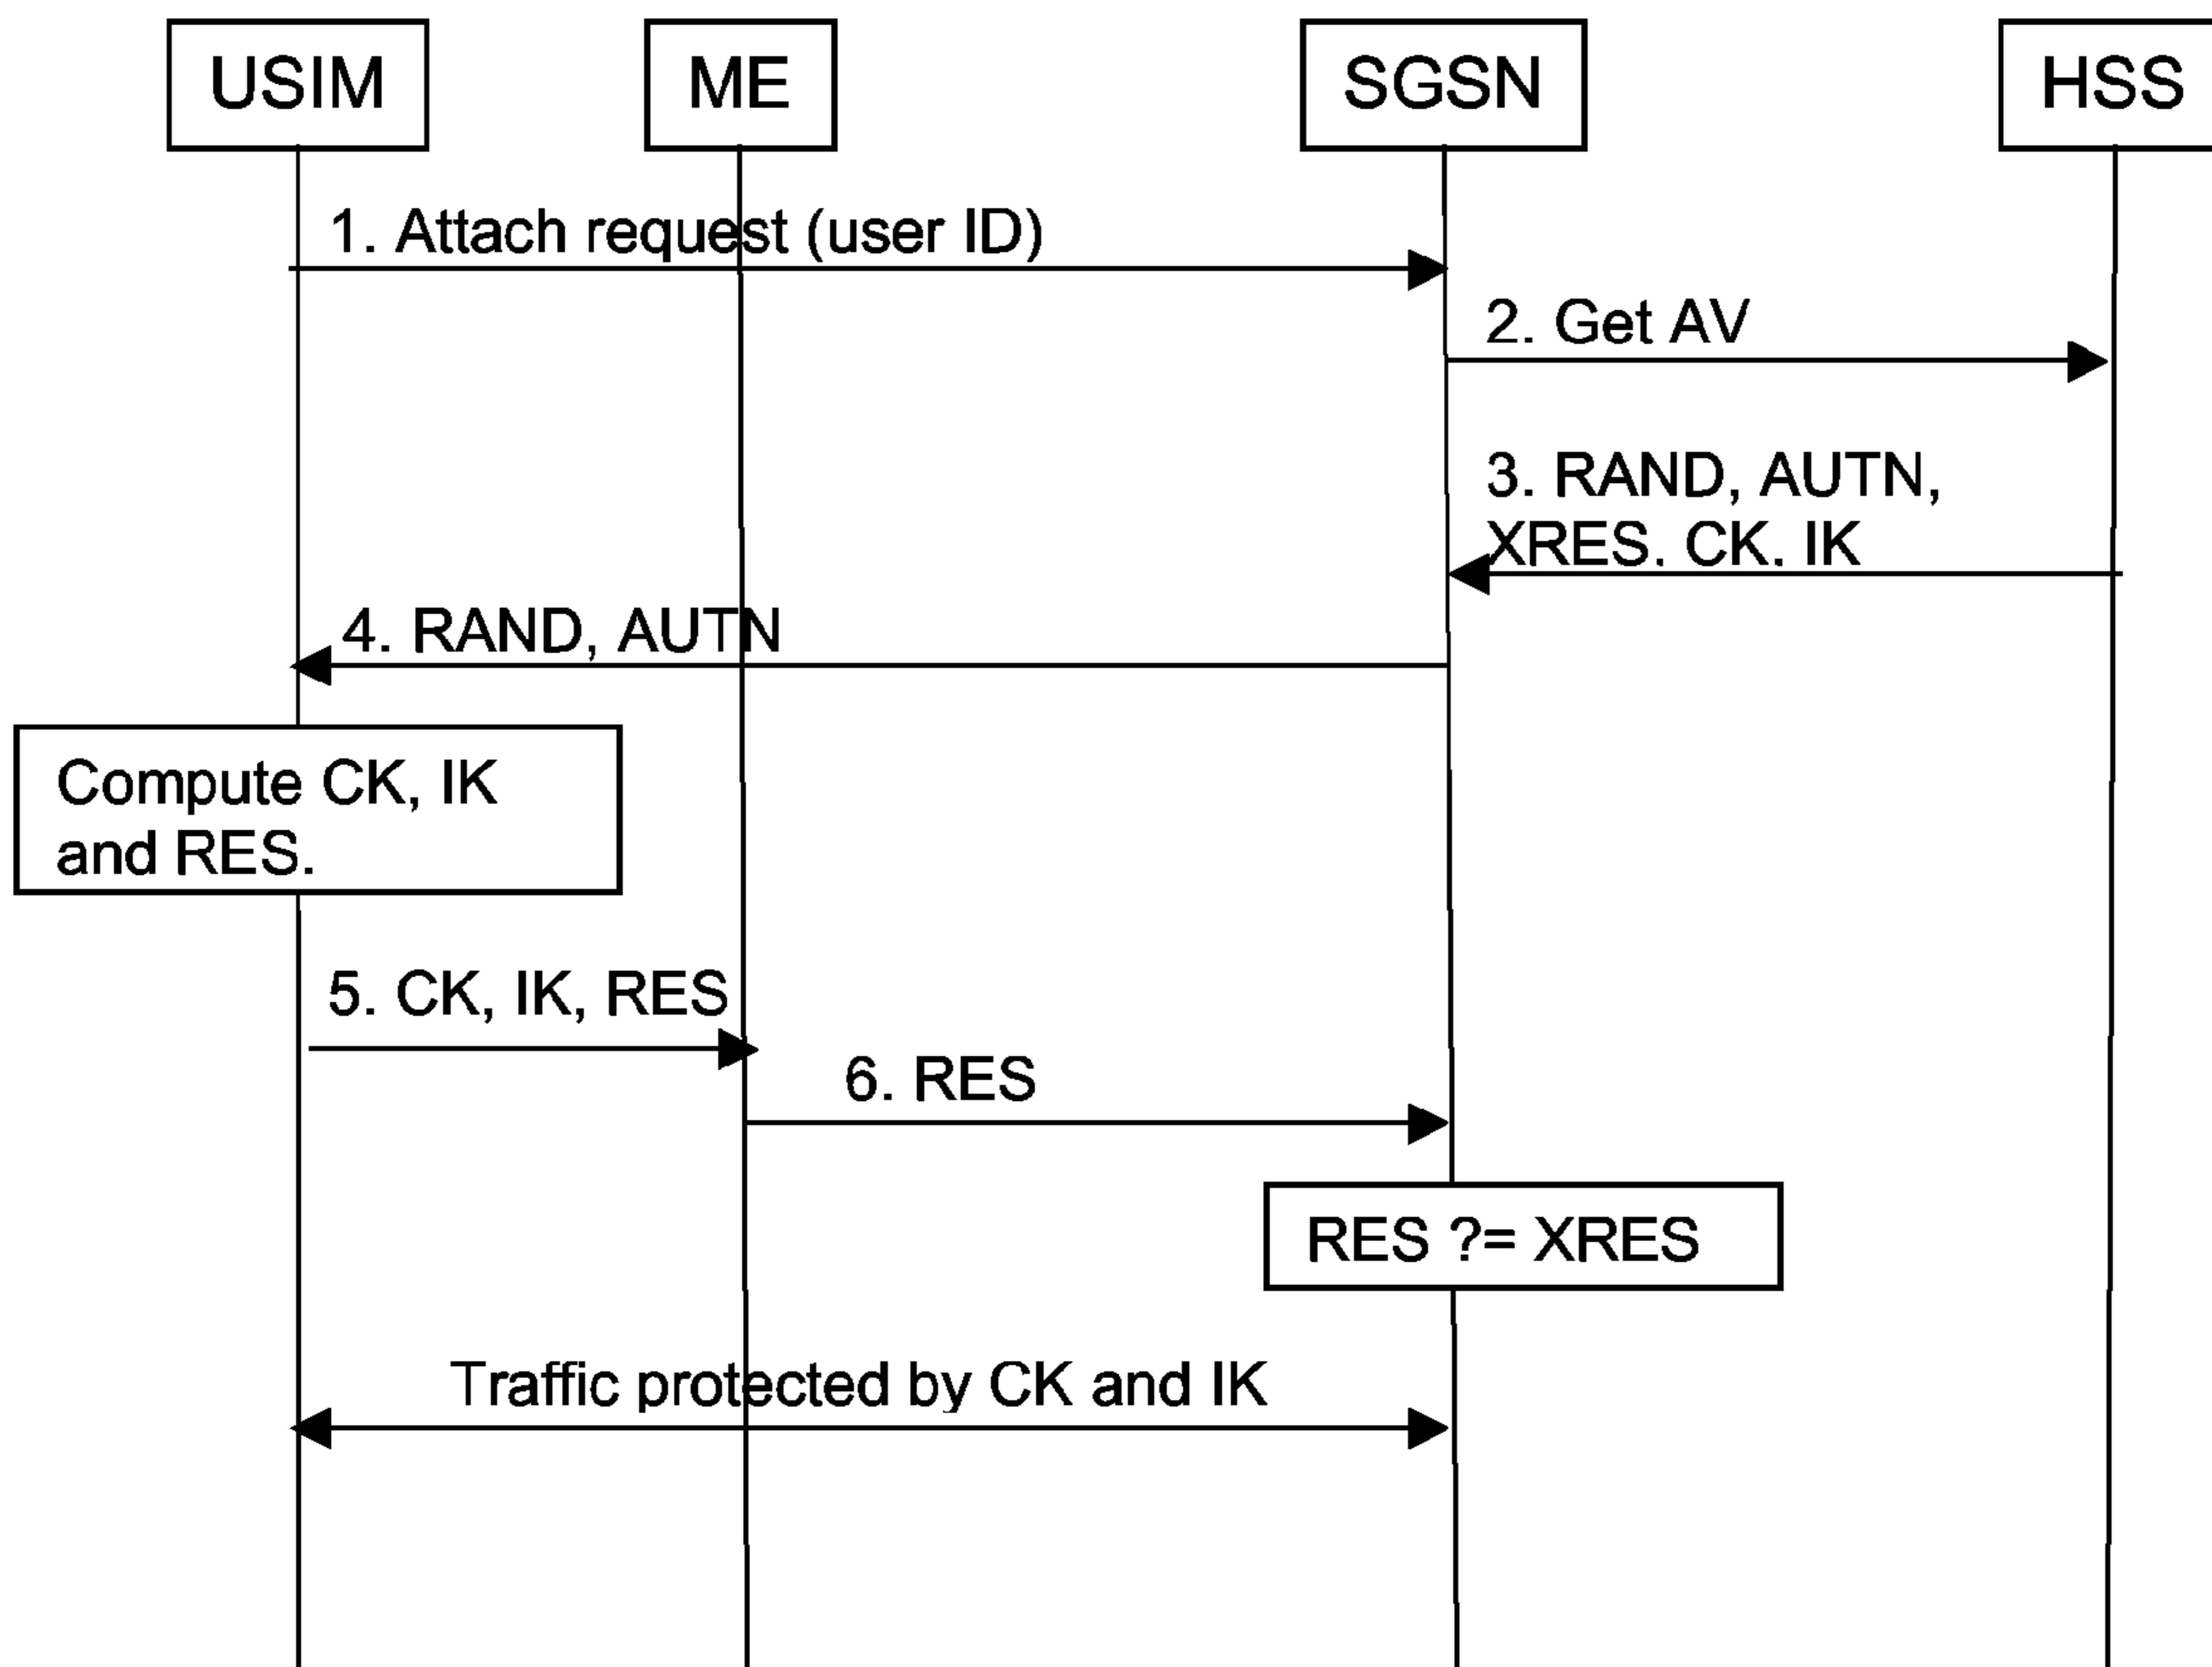 USIM
ME
SGSN
HSS
1. Attach request (user ID)
2. Get AV
3. RAND, AUTN,
XRES. CK. IK
4. RAND, AUTN
Compute CK, IK
and RES.
5. CK, IK, RES
6. RES
RES ?= XRES
Traffic protected by CK and IK